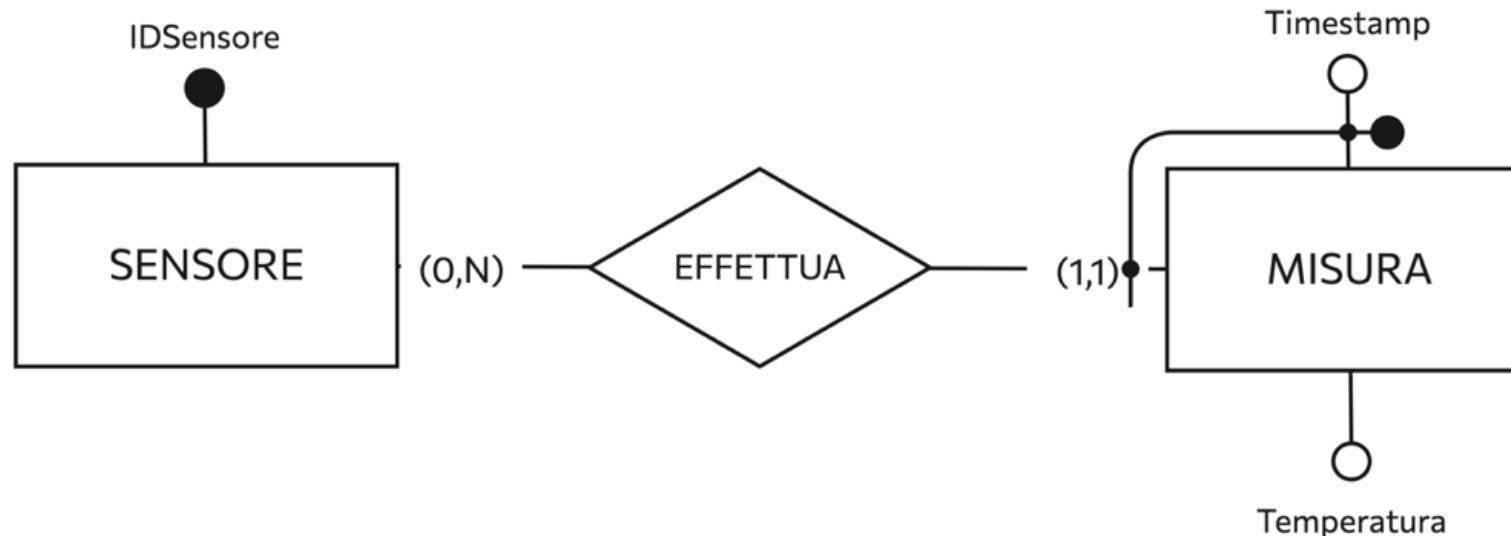 IDSensore
Timestamp
SENSORE
(0,N)
EFFETTUA
(1,1)
MISURA
Temperatura